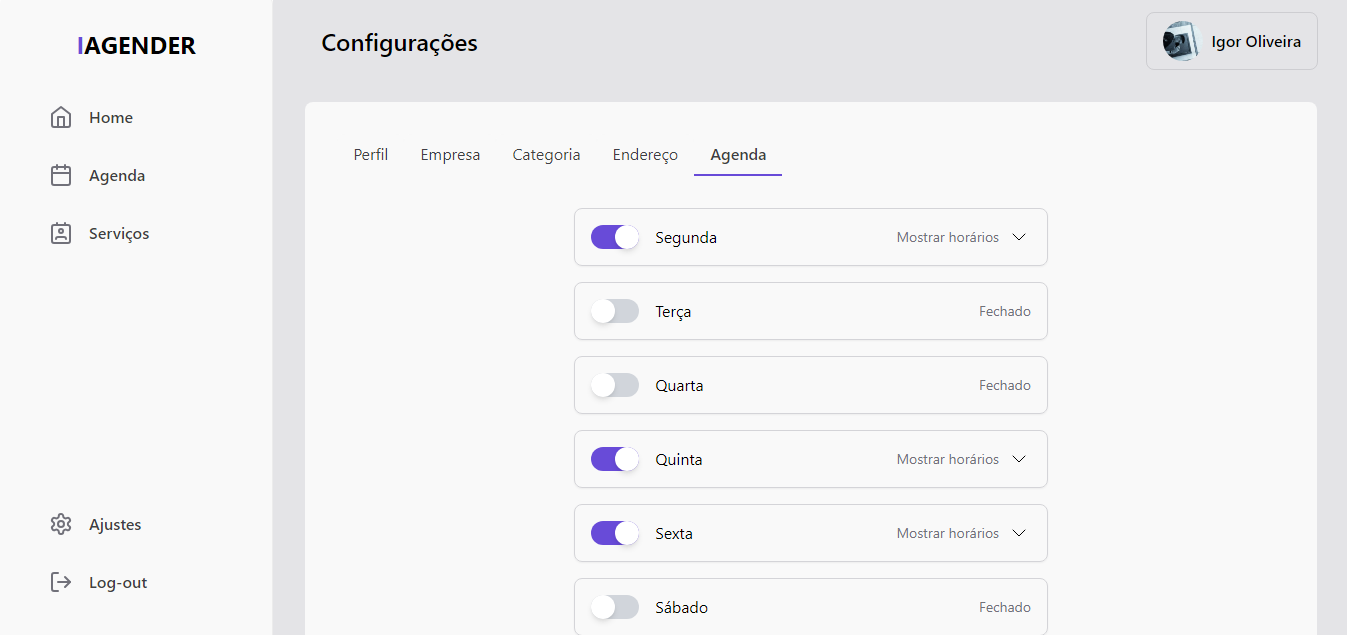 IAGENDER
Home
Agenda
Serviços
Ajustes
Log-out
Configurações
Igor Oliveira
Perfil Empresa Categoria Endereço Agenda
Segunda Mostrar horários
Terça Fechado
Quarta Fechado
Quinta Mostrar horários
Sexta Mostrar horários
Sábado Fechado